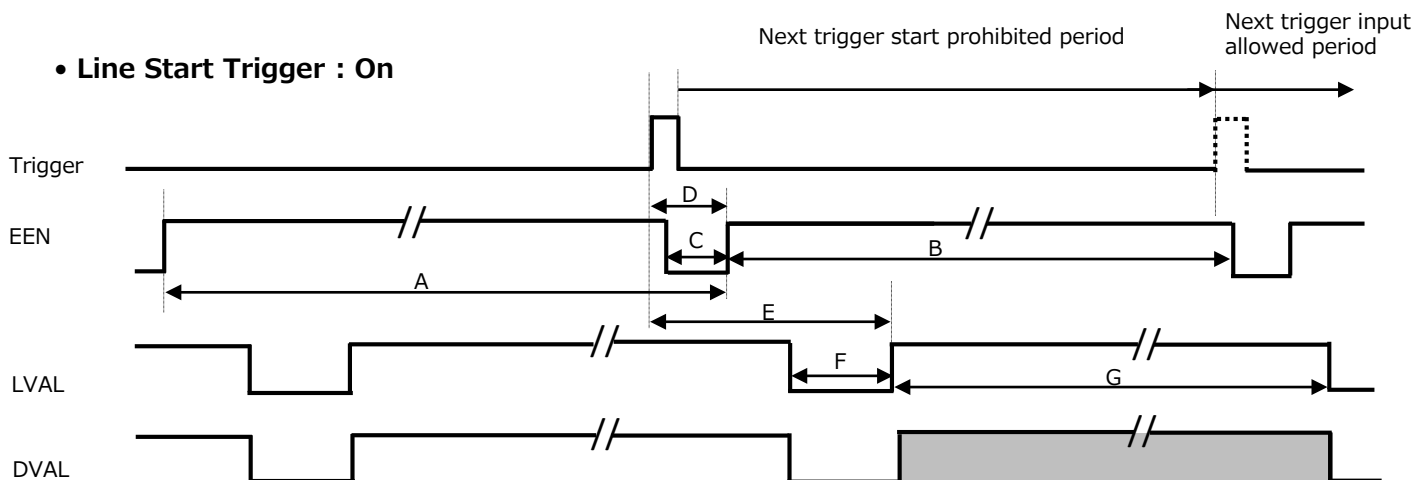 Next trigger start prohibited period
Next trigger input
allowed period
• Line Start Trigger : On
Trigger
D
EEN
C
B
A
E
LVAL
F
G
DVAL